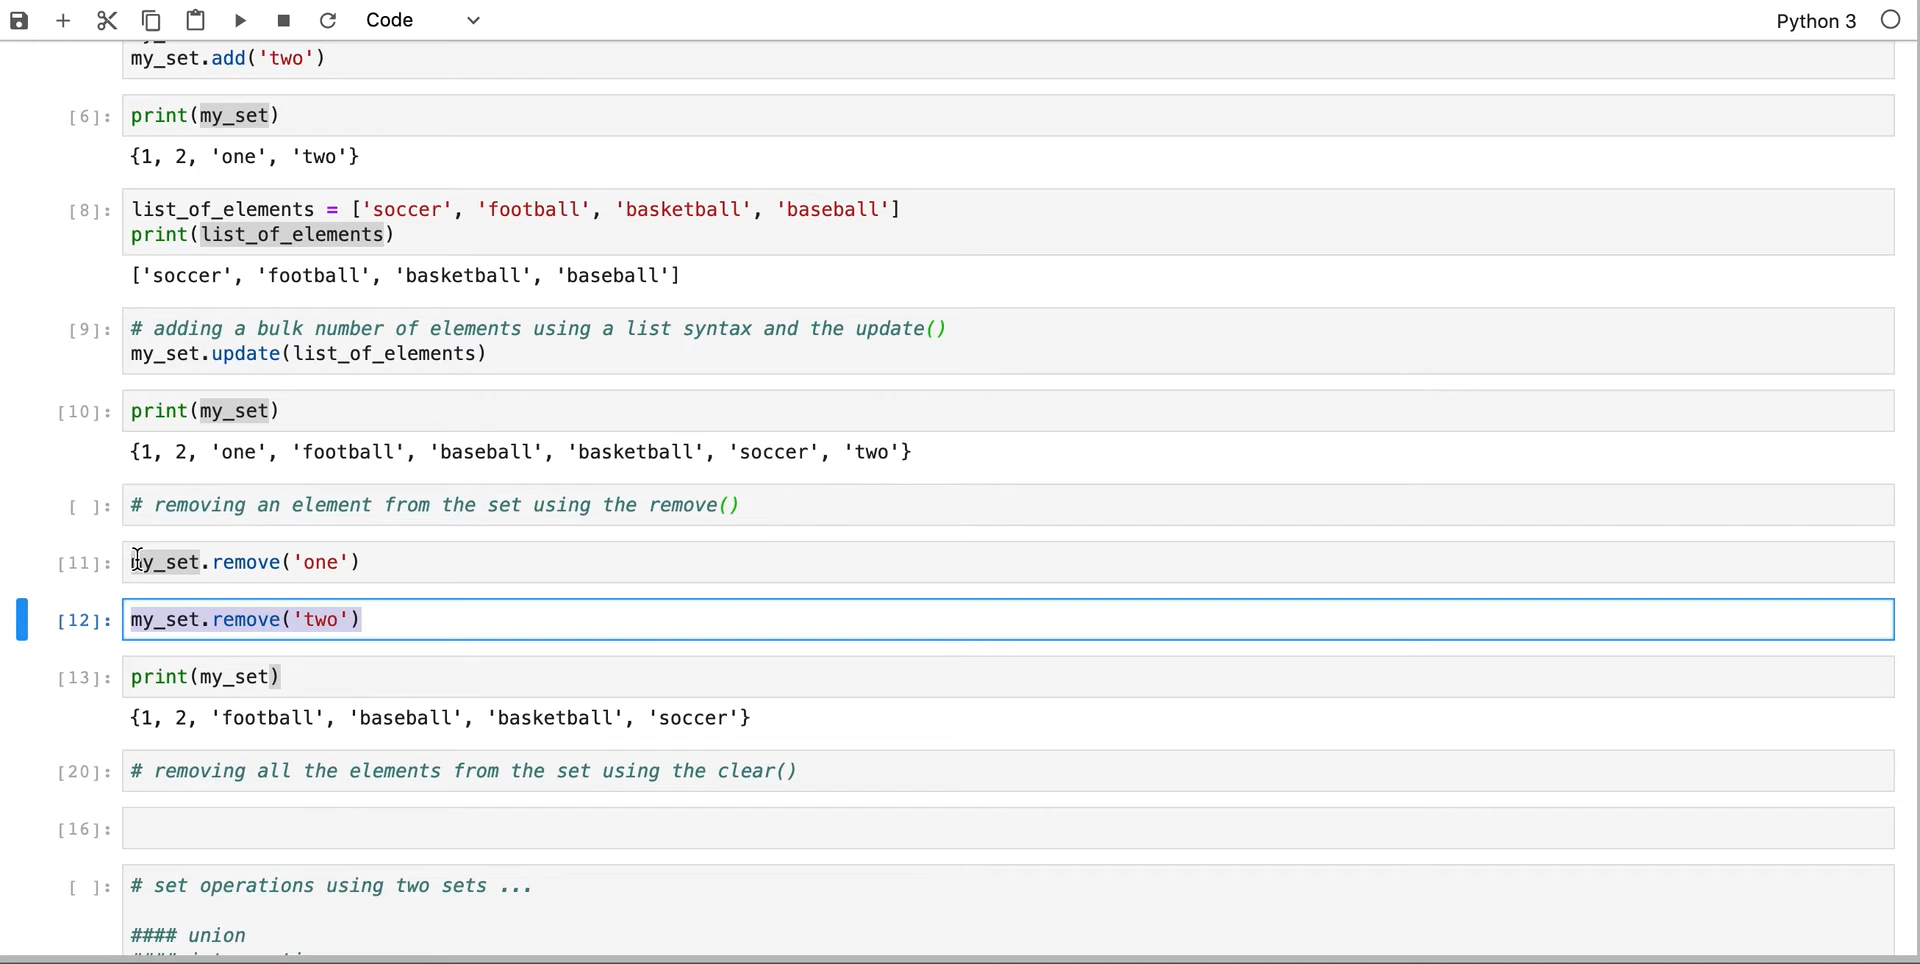 Code
Python 3
my_set.add('two')
[6]: print(my_set)
{1, 2, 'one', 'two'}
[8]: list_of_elements = ['soccer', 'football', 'basketball', 'baseball']
print(list_of_elements)
['soccer', 'football', 'basketball', 'baseball']
[9]: # adding a bulk number of elements using a list syntax and the update()
my_set.update(list_of_elements)
[10]: print(my_set)
{1, 2, 'one', 'football', 'baseball', 'basketball', 'soccer', 'two'}
[ ]: # removing an element from the set using the remove()
[11]: my_set.remove('one')
[12]: my_set.remove('two')
[13]: print(my_set)
{1, 2, 'football', 'baseball', 'basketball', 'soccer'}
[20]: # removing all the elements from the set using the clear()
[16]:
[ ]: # set operations using two sets ...
#### union